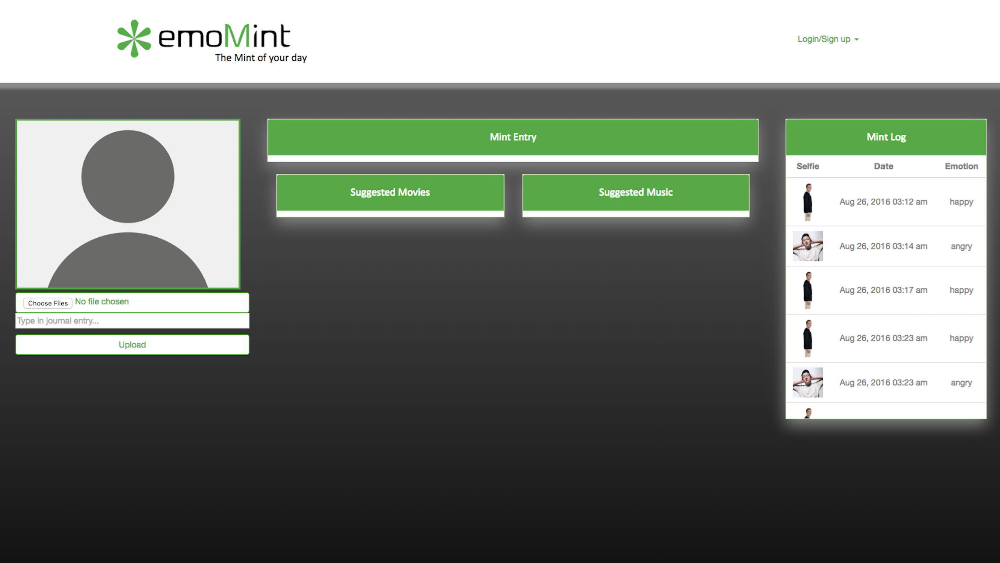 emoMint
The Mint of your day
Login/Sign up
Choose Files No file chosen
Type in journal entry...
Upload
Mint Entry
Suggested Movies
Suggested Music
Mint Log
Selfie Date Emotion
Aug 26, 2016 03:12 am happy
Aug 26, 2016 03:14 am angry
Aug 26, 2016 03:17 am happy
Aug 26, 2016 03:23 am happy
Aug 26, 2016 03:23 am angry